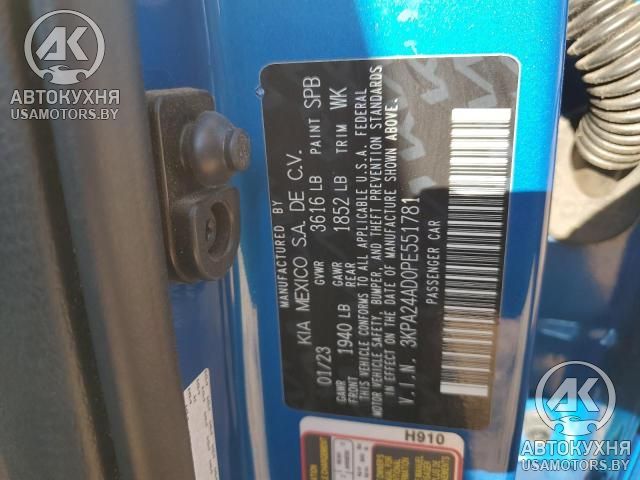 АВТОКУХНЯ
USAMOTORS.BY
MANUFACTURED BY
KIA MEXICO S.A. DE C.V.
01/23 GVWR 3616 LB PAINT SPB
GAWR FRONT 1940 LB GAWR REAR 1852 LB TRIM WK
THIS VEHICLE CONFORMS TO ALL APPLICABLE U.S.A. FEDERAL
MOTOR VEHICLE SAFETY, BUMPER, AND THEFT PREVENTION STANDARDS
IN EFFECT ON THE DATE OF MANUFACTURE SHOWN ABOVE.
V.I.N. 3KPA24AD0PE551781
PASSENGER CAR
H910
АВТОКУХНЯ
USAMOTORS.BY